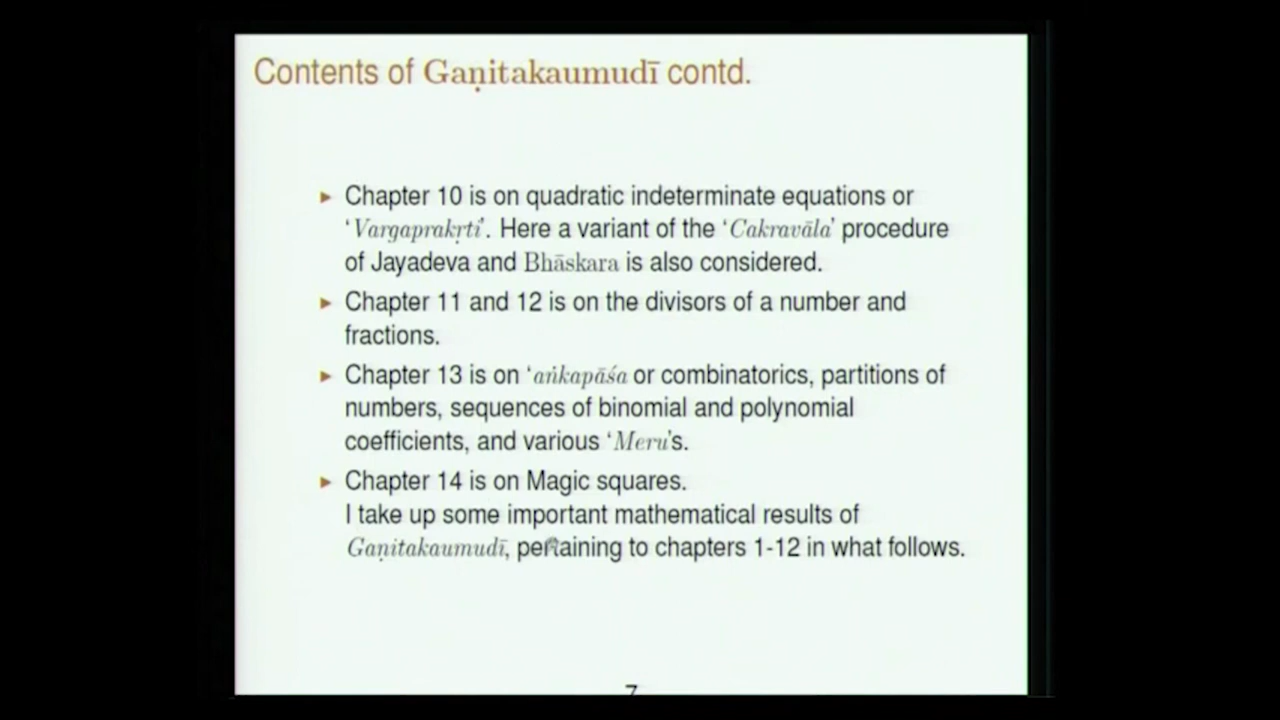 Contents of Gaṇitakaumudī contd.
Chapter 10 is on quadratic indeterminate equations or
‘Vargaprakṛti’. Here a variant of the ‘Cakravāla’ procedure
of Jayadeva and Bhāskara is also considered.
Chapter 11 and 12 is on the divisors of a number and
fractions.
Chapter 13 is on ‘aṅkapāśa or combinatorics, partitions of
numbers, sequences of binomial and polynomial
coefficients, and various ‘Meru’s.
Chapter 14 is on Magic squares.
I take up some important mathematical results of
Gaṇitakaumudī, pertaining to chapters 1-12 in what follows.
7